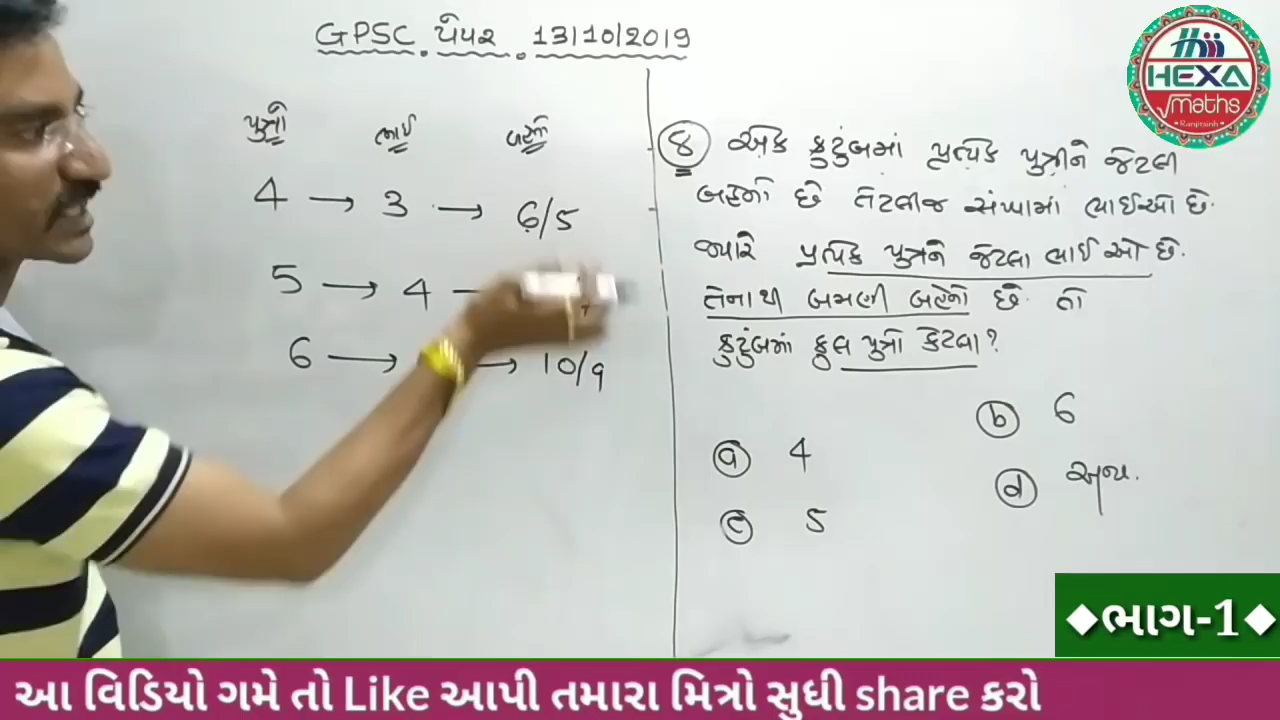 GPSC. પેપર. 13/10/2019
પુત્રો ભાઈ બહેનો
4 → 3 → 6/5
5 → 4
6 → → 10/9
૪ એક કુટુંબમાં પ્રત્યેક પુત્રીને જેટલી
બહેનો છે તેટલીજ સંખ્યામાં ભાઈઓ છે.
જ્યારે પ્રત્યેક પુત્રને જેટલા ભાઈઓ છે.
તેનાથી બમણી બહેનો છે તો
કુટુંબમાં કુલ પુત્રો કેટલા?
a 4
b 6
c 5
d અન્ય.
HEXA
√maths
Ranjitsinh
◆ભાગ-1◆
આ વિડિયો ગમે તો Like આપી તમારા મિત્રો સુધી share કરો